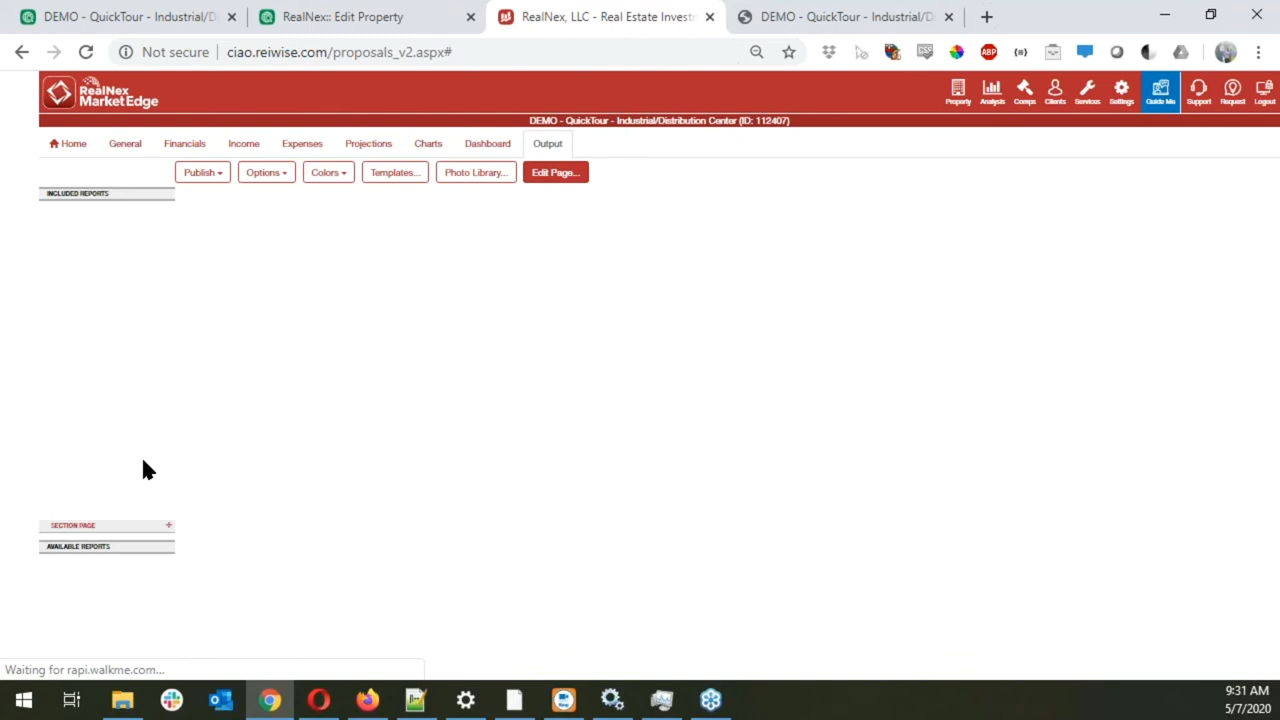 DEMO - QuickTour - Industrial/D
RealNex:: Edit Property
RealNex, LLC - Real Estate Invest
DEMO - QuickTour - Industrial/D
Not secure
ciao.reiwise.com/proposals_v2.aspx#
CSS
ABP
RealNex
MarketEdge
Property
Analysis
Comps
Clients
Services
Settings
Guide Me
Support
Request
Logout
DEMO - QuickTour - Industrial/Distribution Center (ID: 112407)
Home
General
Financials
Income
Expenses
Projections
Charts
Dashboard
Output
Publish
Options
Colors
Templates...
Photo Library...
Edit Page...
INCLUDED REPORTS
SECTION PAGE +
AVAILABLE REPORTS
Waiting for rapi.walkme.com...
9:31 AM
5/7/2020